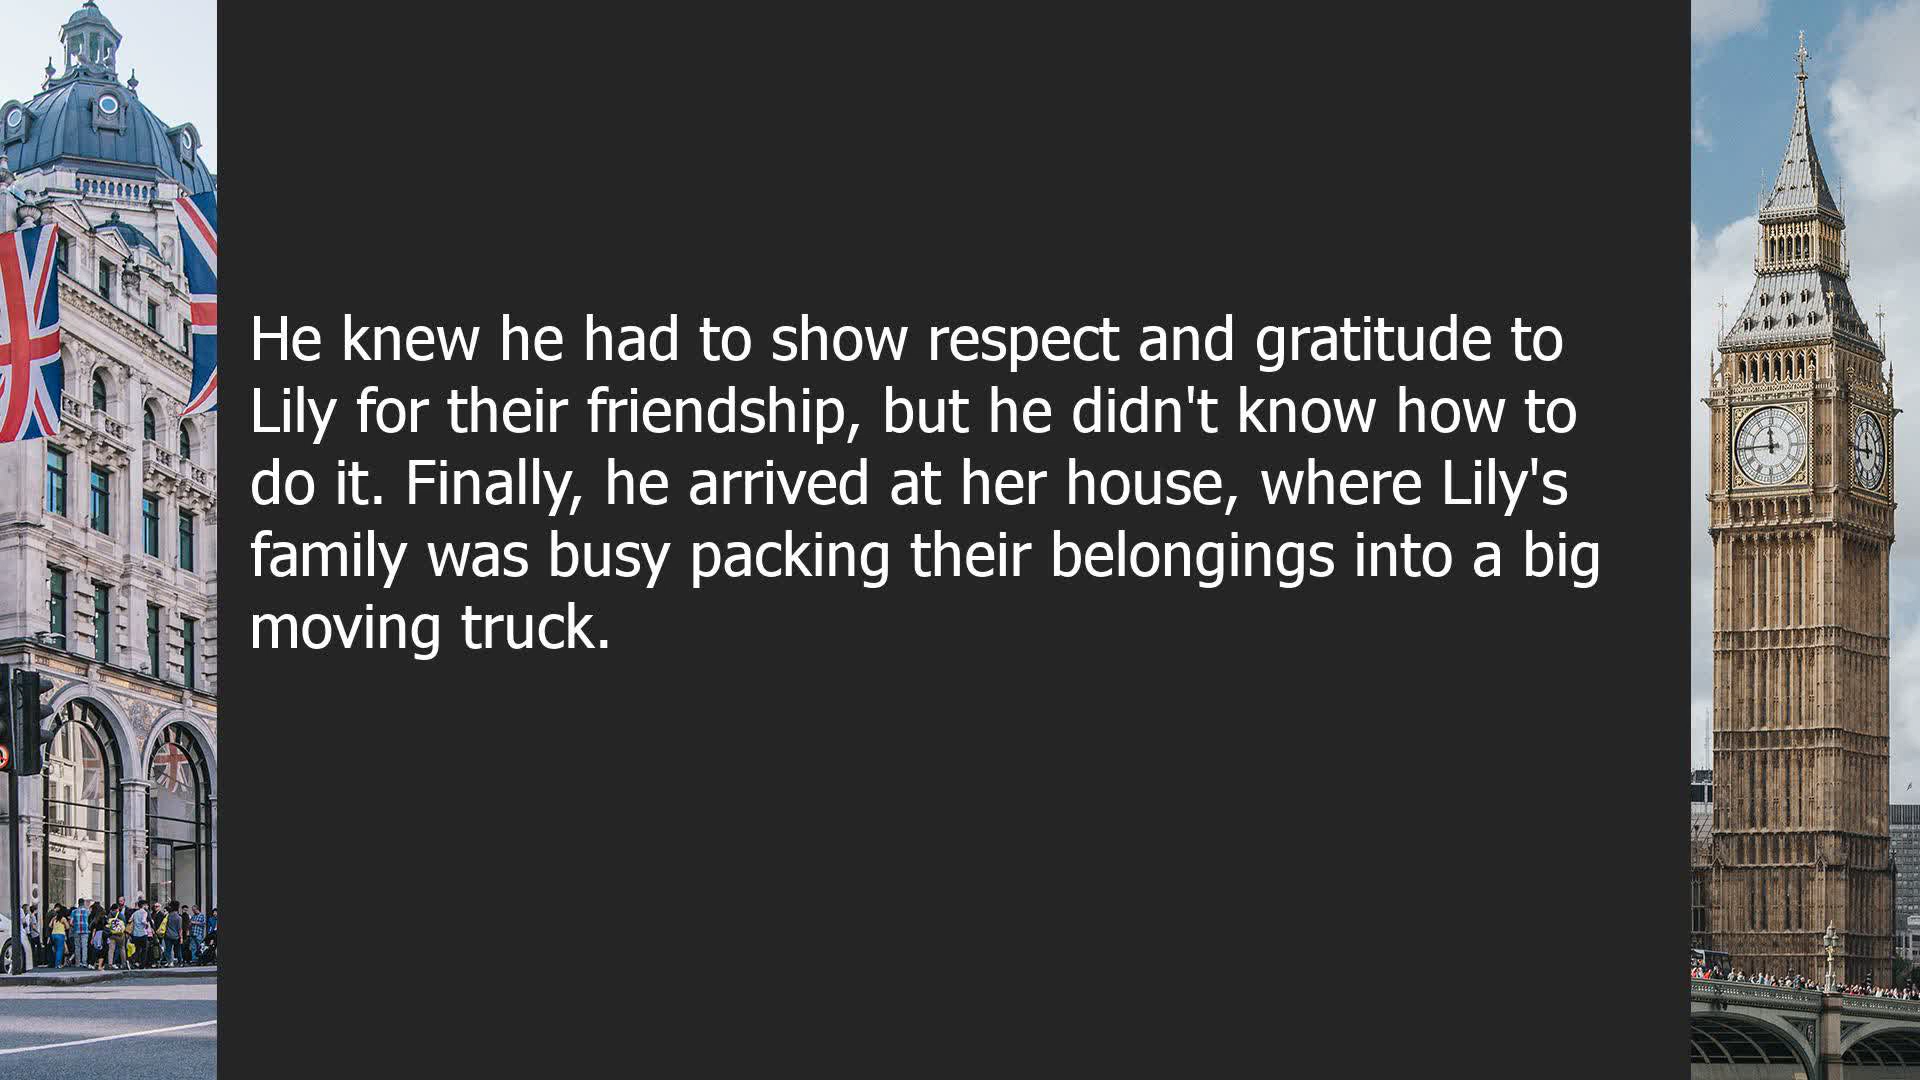 He knew he had to show respect and gratitude to
Lily for their friendship, but he didn't know how to
do it. Finally, he arrived at her house, where Lily's
family was busy packing their belongings into a big
moving truck.